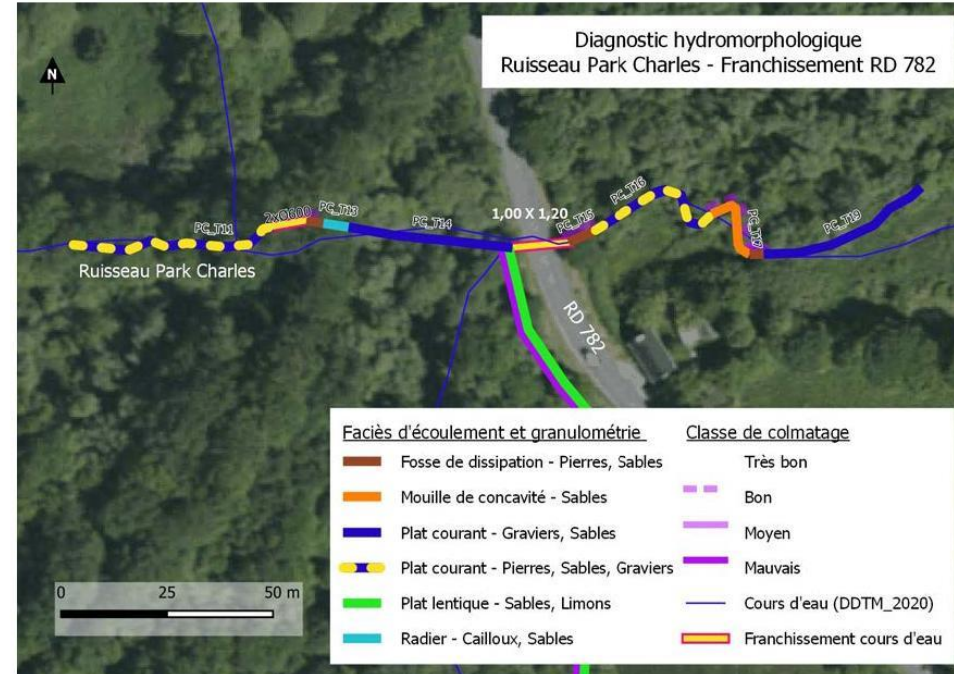 Diagnostic hydromorphologique
Ruisseau Park Charles - Franchissement RD 782
N
PC_T11
2xØ600
PC_T13
PC_T14
1,00 X 1,20
PC_T15
PC_T16
PC_T17
PC_T19
Ruisseau Park Charles
RD 782
Faciès d'écoulement et granulométrie
Fosse de dissipation - Pierres, Sables
Mouille de concavité - Sables
Plat courant - Graviers, Sables
Plat courant - Pierres, Sables, Graviers
Plat lentique - Sables, Limons
Radier - Cailloux, Sables
Classe de colmatage
Très bon
Bon
Moyen
Mauvais
Cours d'eau (DDTM_2020)
Franchissement cours d'eau
0 25 50 m